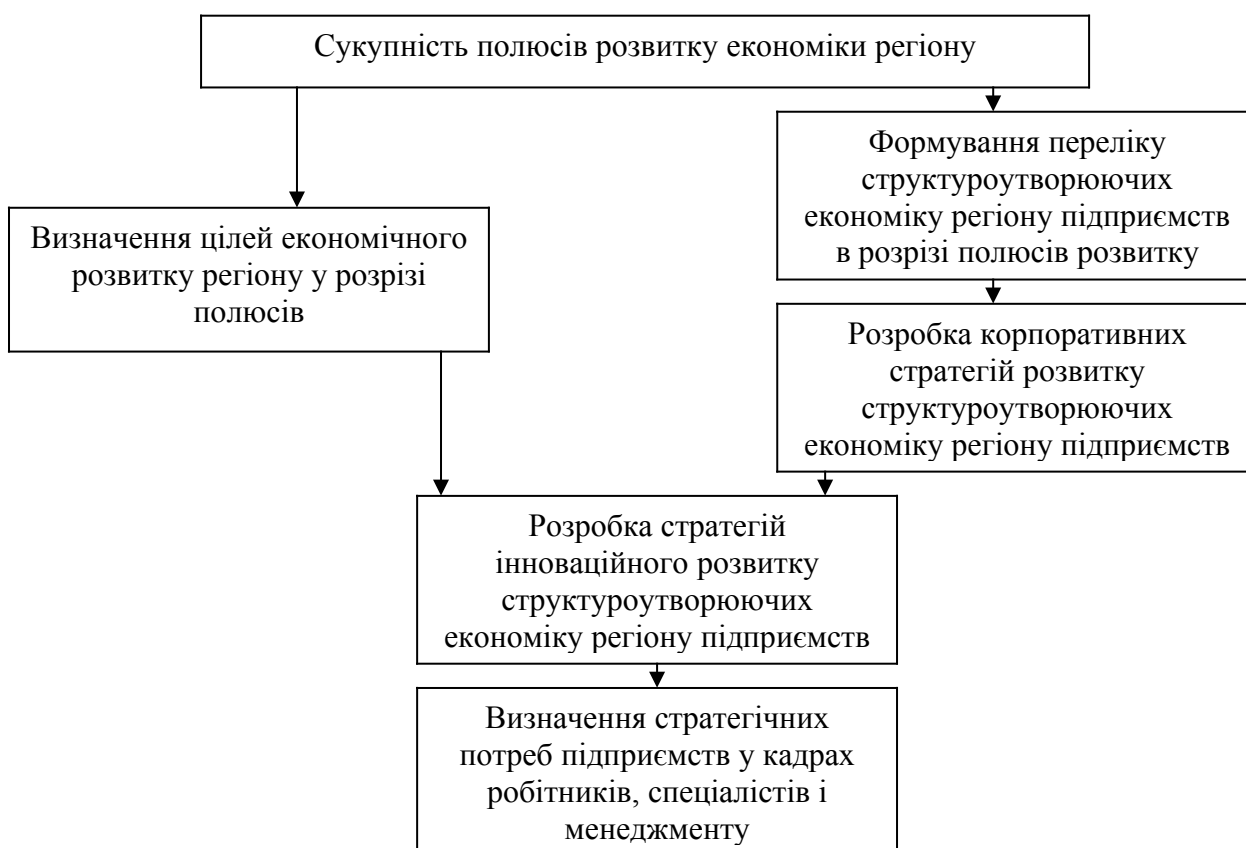 Сукупність полюсів розвитку економіки регіону
Формування переліку
структуроутворюючих
економіку регіону підприємств
в розрізі полюсів розвитку
Визначення цілей економічного
розвитку регіону у розрізі
полюсів
Розробка корпоративних
стратегій розвитку
структуроутворюючих
економіку регіону підприємств
Розробка стратегій
інноваційного розвитку
структуроутворюючих
економіку регіону підприємств
Визначення стратегічних
потреб підприємств у кадрах
робітників, спеціалістів і
менеджменту